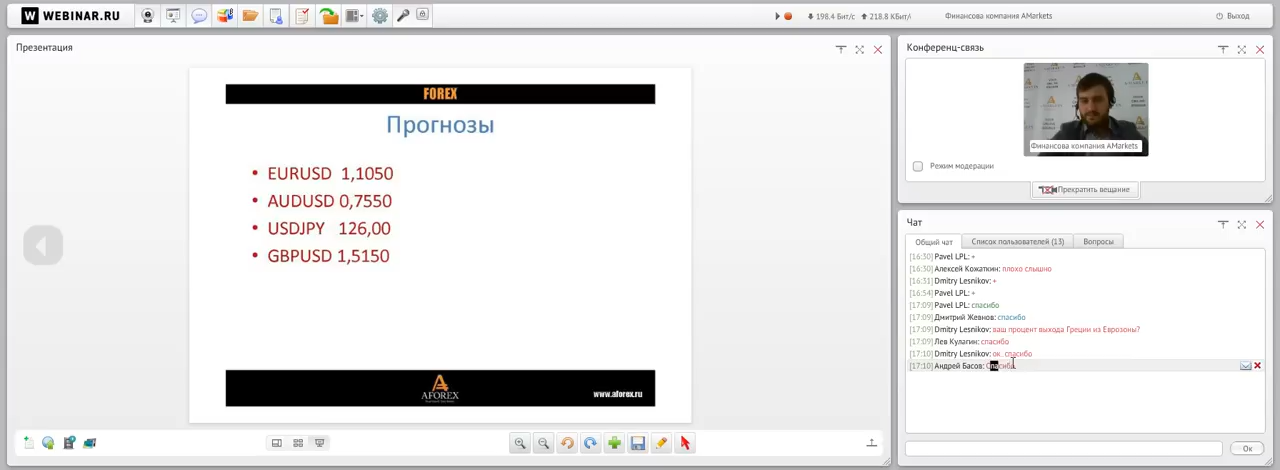 W WEBINAR.RU
198.4 Бит/с 218.8 КБит/с
Финансова компания AMarkets
Выход
Презентация
FOREX
Прогнозы
• EURUSD 1,1050
• AUDUSD 0,7550
• USDJPY 126,00
• GBPUSD 1,5150
AFOREX
www.aforex.ru
Конференц-связь
Финансова компания AMarkets
Режим модерации
Прекратить вещание
Чат
Общий чат Список пользователей (13) Вопросы
[16:30] Pavel LPL: +
[16:30] Алексей Кожаткин: плохо слышно
[16:31] Dmitry Lesnikov: +
[16:54] Pavel LPL: +
[17:09] Pavel LPL: спасибо
[17:09] Дмитрий Жевнов: спасибо
[17:09] Dmitry Lesnikov: ваш процент выхода Греции из Еврозоны?
[17:09] Лев Кулагин: спасибо
[17:10] Dmitry Lesnikov: ок. спасибо
[17:10] Андрей Басов: Спасибо
Ок